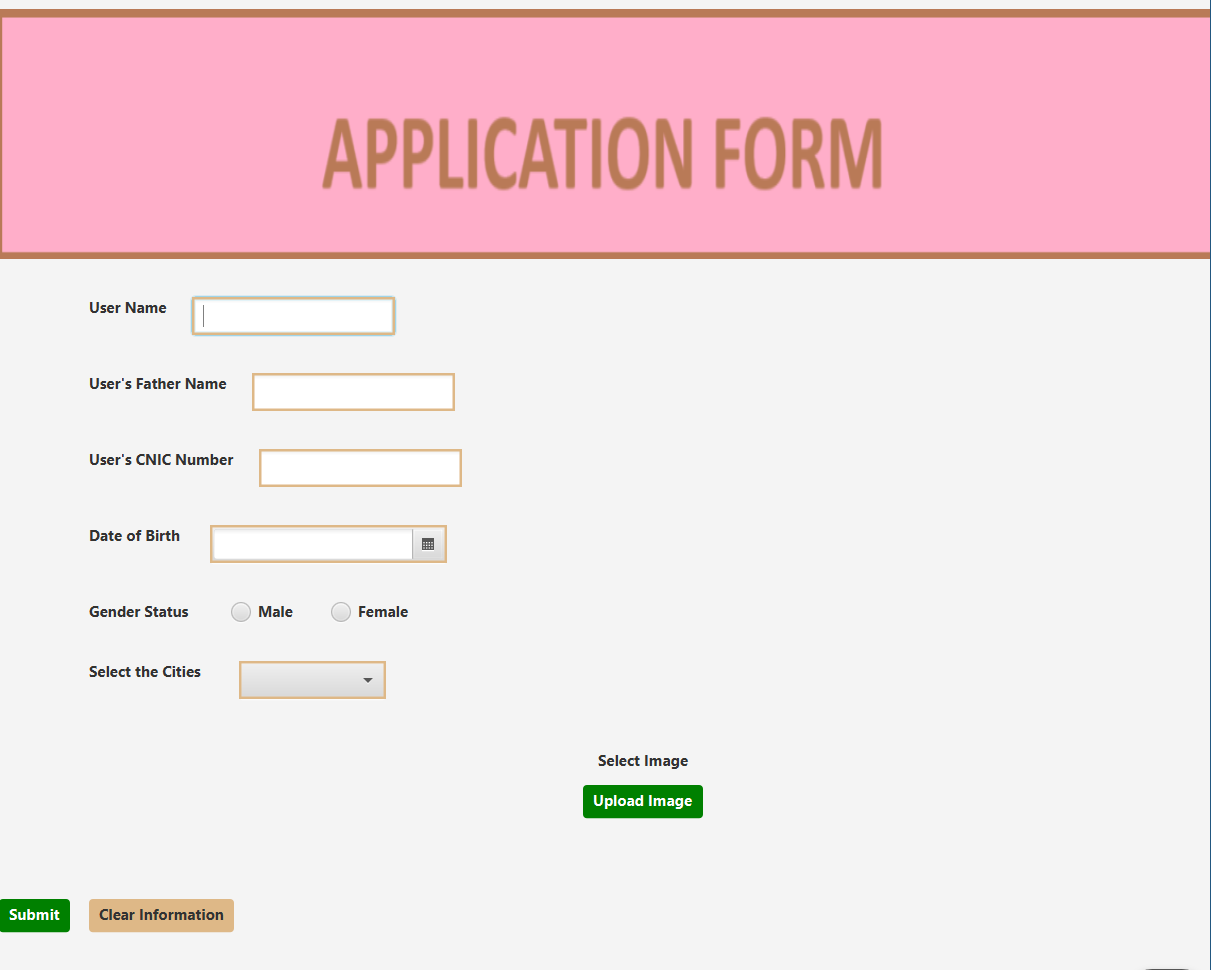 APPLICATION FORM
User Name
User's Father Name
User's CNIC Number
Date of Birth
Gender Status Male Female
Select the Cities
Select Image
Upload Image
Submit Clear Information